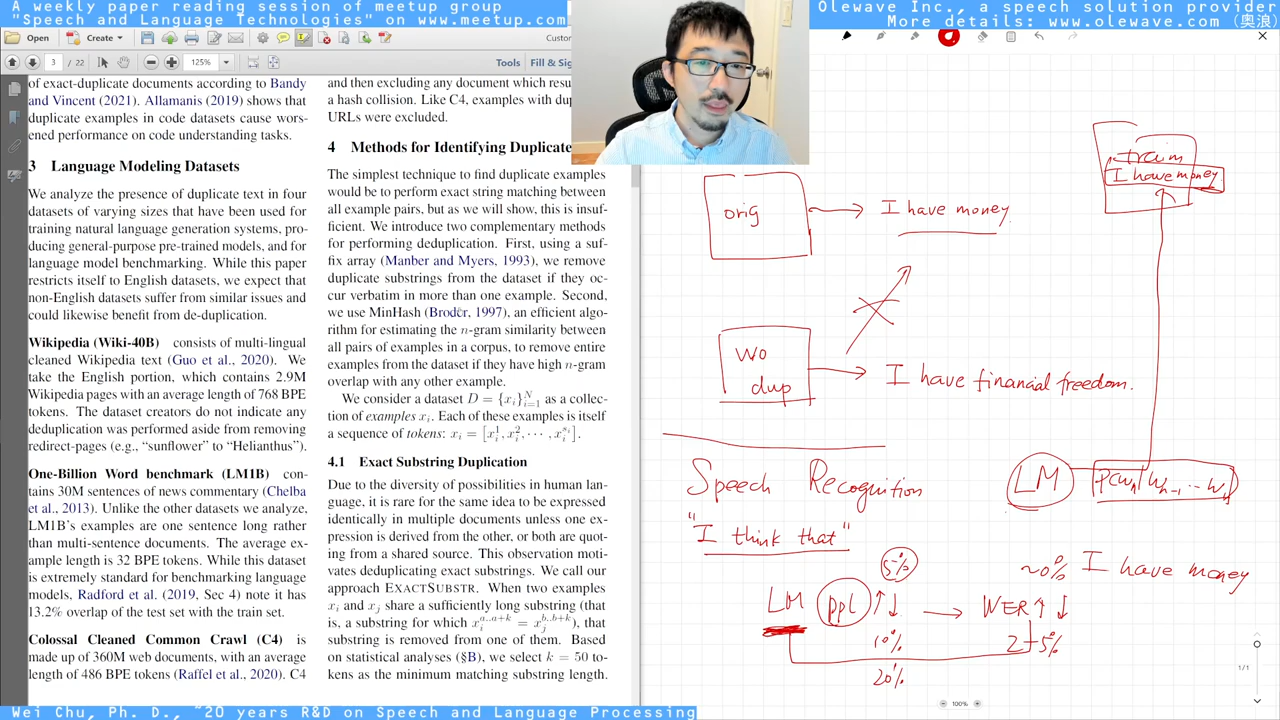 A weekly paper reading session of meetup group
"Speech and Language Technologies" on www.meetup.com
Olewave Inc., a speech solution provider
More details: www.olewave.com (奥浪)
Open
Create
Custom
3 / 22
125%
Tools
Fill & Sign
of exact-duplicate documents according to Bandy
and Vincent (2021). Allamanis (2019) shows that
duplicate examples in code datasets cause wors-
ened performance on code understanding tasks.
3 Language Modeling Datasets
We analyze the presence of duplicate text in four
datasets of varying sizes that have been used for
training natural language generation systems, pro-
ducing general-purpose pre-trained models, and for
language model benchmarking. While this paper
restricts itself to English datasets, we expect that
non-English datasets suffer from similar issues and
could likewise benefit from de-duplication.
Wikipedia (Wiki-40B) consists of multi-lingual
cleaned Wikipedia text (Guo et al., 2020). We
take the English portion, which contains 2.9M
Wikipedia pages with an average length of 768 BPE
tokens. The dataset creators do not indicate any
deduplication was performed aside from removing
redirect-pages (e.g., "sunflower" to "Helianthus").
One-Billion Word benchmark (LM1B) con-
tains 30M sentences of news commentary (Chelba
et al., 2013). Unlike the other datasets we analyze,
LM1B's examples are one sentence long rather
than multi-sentence documents. The average ex-
ample length is 32 BPE tokens. While this dataset
is extremely standard for benchmarking language
models, Radford et al. (2019, Sec 4) note it has
13.2% overlap of the test set with the train set.
Colossal Cleaned Common Crawl (C4) is
made up of 360M web documents, with an average
length of 486 BPE tokens (Raffel et al., 2020). C4
and then excluding any document which resu
a hash collision. Like C4, examples with dup
URLs were excluded.
4 Methods for Identifying Duplicate
The simplest technique to find duplicate examples
would be to perform exact string matching between
all example pairs, but as we will show, this is insuf-
ficient. We introduce two complementary methods
for performing deduplication. First, using a suf-
fix array (Manber and Myers, 1993), we remove
duplicate substrings from the dataset if they oc-
cur verbatim in more than one example. Second,
we use MinHash (Broder, 1997), an efficient algo-
rithm for estimating the n-gram similarity between
all pairs of examples in a corpus, to remove entire
examples from the dataset if they have high n-gram
overlap with any other example.
We consider a dataset D = {xᵢ}ᴺᵢ₌₁ as a collec-
tion of examples xᵢ. Each of these examples is itself
a sequence of tokens: xᵢ = [xᵢ¹, xᵢ², ⋯, xᵢ^sᵢ].
4.1 Exact Substring Duplication
Due to the diversity of possibilities in human lan-
guage, it is rare for the same idea to be expressed
identically in multiple documents unless one ex-
pression is derived from the other, or both are quot-
ing from a shared source. This observation moti-
vates deduplicating exact substrings. We call our
approach EXACTSUBSTR. When two examples
xᵢ and xⱼ share a sufficiently long substring (that
is, a substring for which xᵢ^a..a+k = xⱼ^b..b+k), that
substring is removed from one of them. Based
on statistical analyses (§B), we select k = 50 to-
kens as the minimum matching substring length.
train
I have money
orig
I have money
wo
dup
I have financial freedom.
Speech Recognition
LM
"I think that"
5%
~0% I have money
LM ppl ↑↓ → WER ↑↓
10%
2-5%
20%
1/1
100%
Wei Chu, Ph. D., ~20 years R&D on Speech and Language Processing